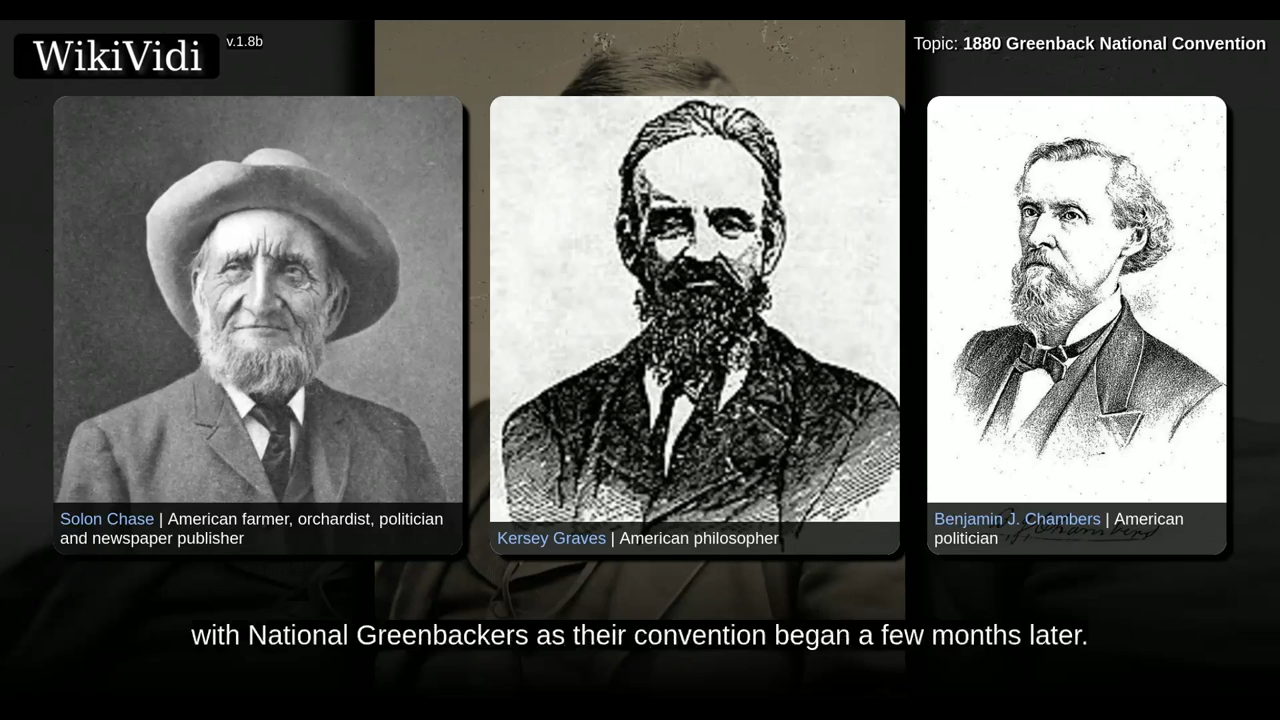 WikiVidi
v.1.8b
Topic: 1880 Greenback National Convention
Solon Chase | American farmer, orchardist, politician
and newspaper publisher
Kersey Graves | American philosopher
Benjamin J. Chambers | American
politician
with National Greenbackers as their convention began a few months later.